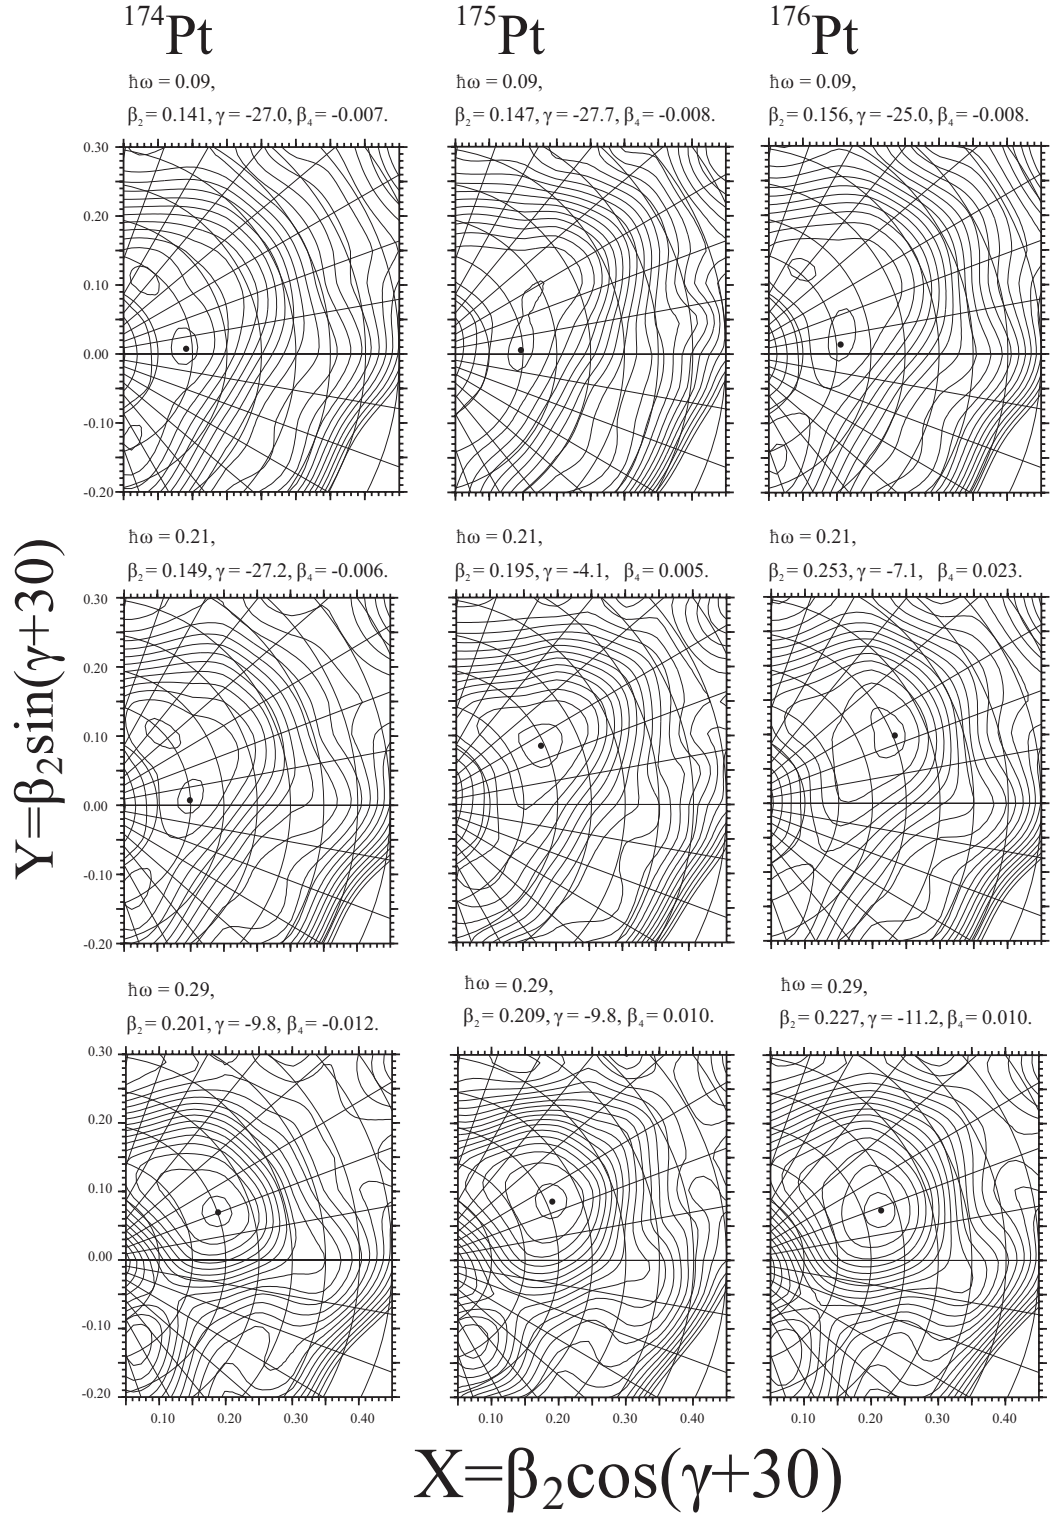 174Pt 175Pt 176Pt
ħω = 0.09, ħω = 0.09, ħω = 0.09,
β2 = 0.141, γ = -27.0, β4 = -0.007. β2 = 0.147, γ = -27.7, β4 = -0.008. β2 = 0.156, γ = -25.0, β4 = -0.008.
0.30
0.20
0.10
0.00
-0.10
-0.20
ħω = 0.21, ħω = 0.21, ħω = 0.21,
β2 = 0.149, γ = -27.2, β4 = -0.006. β2 = 0.195, γ = -4.1, β4 = 0.005. β2 = 0.253, γ = -7.1, β4 = 0.023.
0.30
0.20
0.10
0.00
-0.10
-0.20
Y=β2sin(γ+30)
ħω = 0.29, ħω = 0.29, ħω = 0.29,
β2 = 0.201, γ = -9.8, β4 = -0.012. β2 = 0.209, γ = -9.8, β4 = 0.010. β2 = 0.227, γ = -11.2, β4 = 0.010.
0.30
0.20
0.10
0.00
-0.10
-0.20
0.10 0.20 0.30 0.40 0.10 0.20 0.30 0.40 0.10 0.20 0.30 0.40
X=β2cos(γ+30)